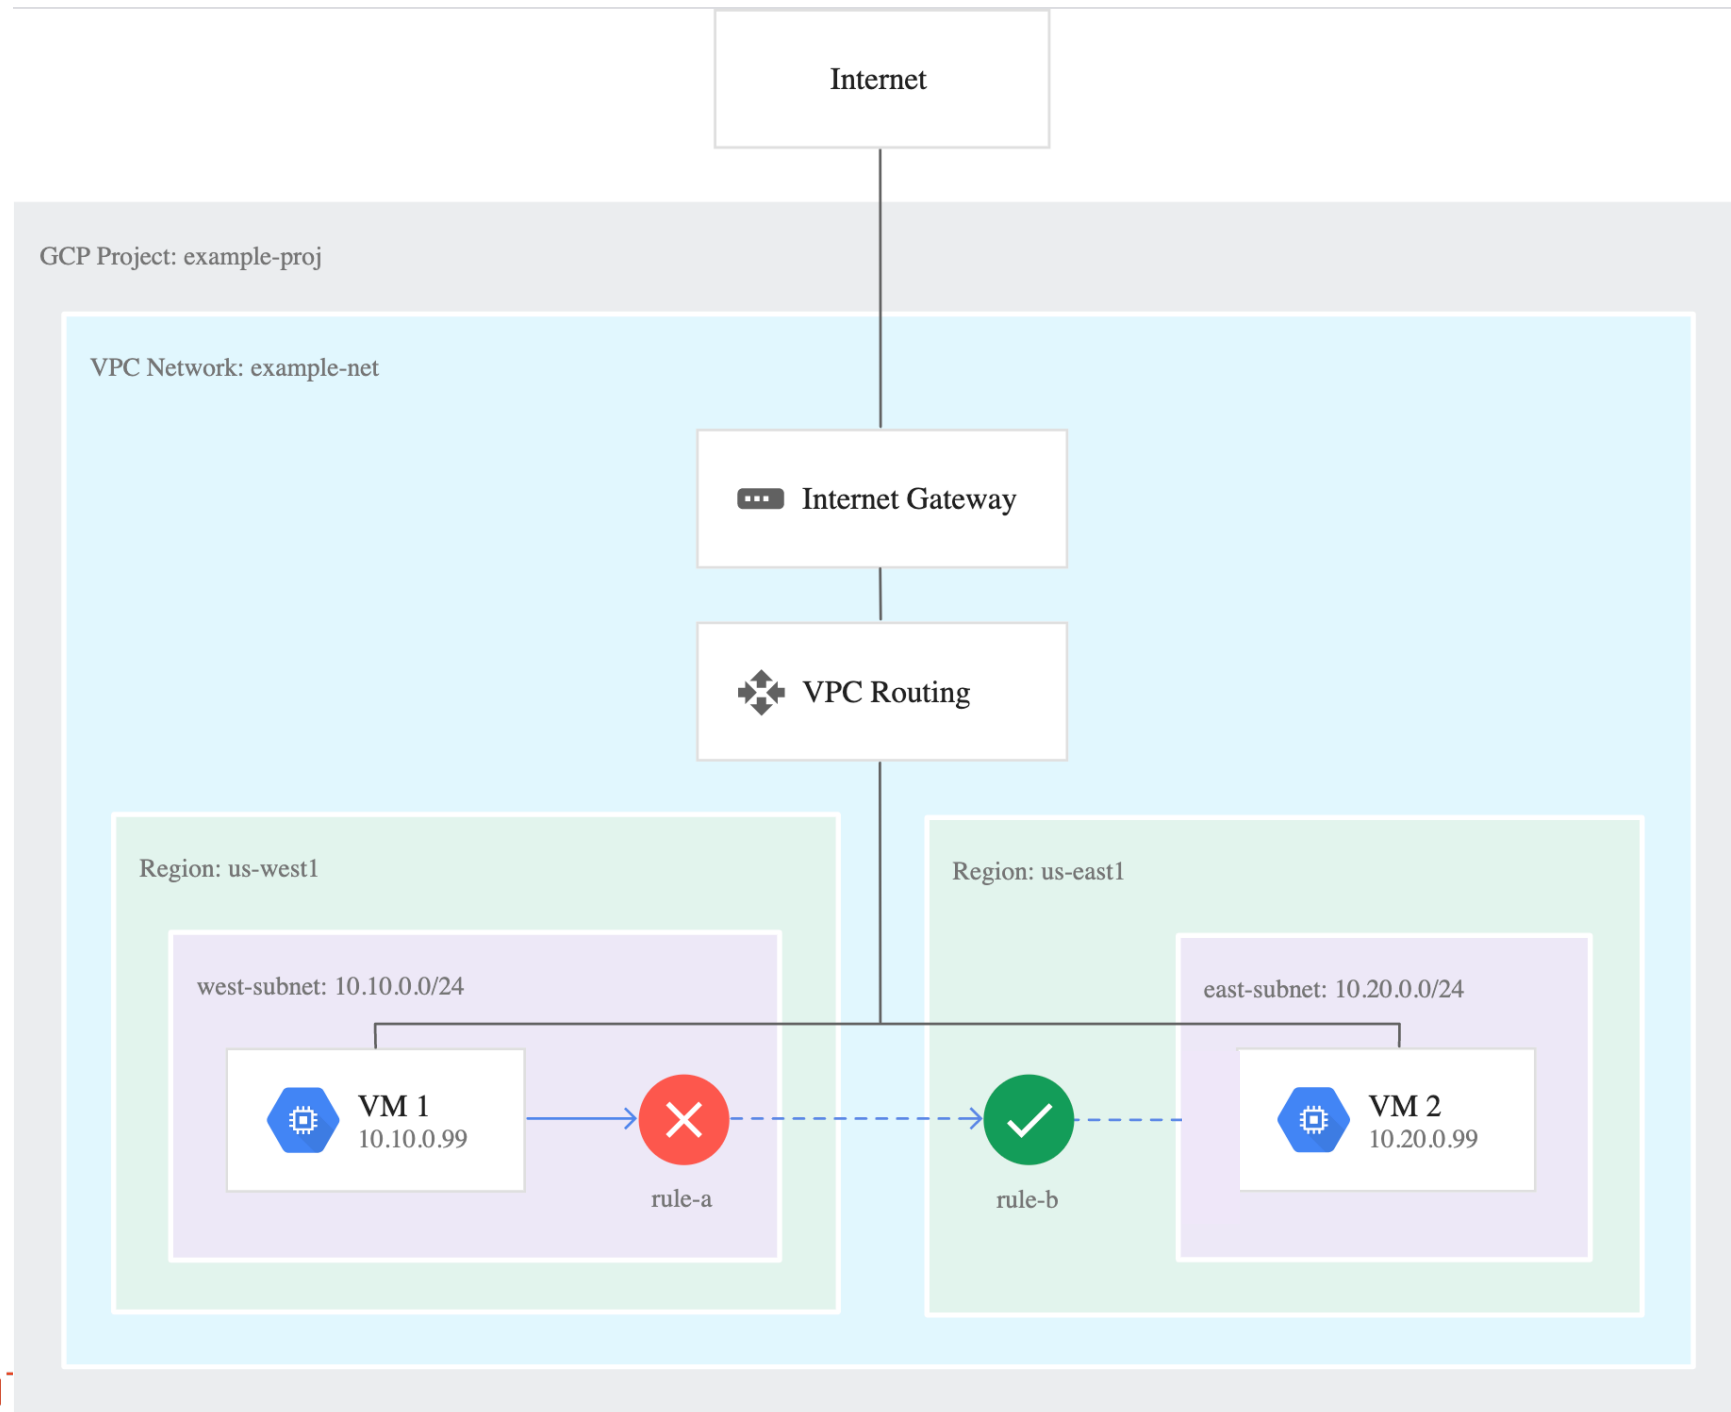 Internet
GCP Project: example-proj
VPC Network: example-net
Internet Gateway
VPC Routing
Region: us-west1
west-subnet: 10.10.0.0/24
VM 1
10.10.0.99
rule-a
Region: us-east1
east-subnet: 10.20.0.0/24
rule-b
VM 2
10.20.0.99